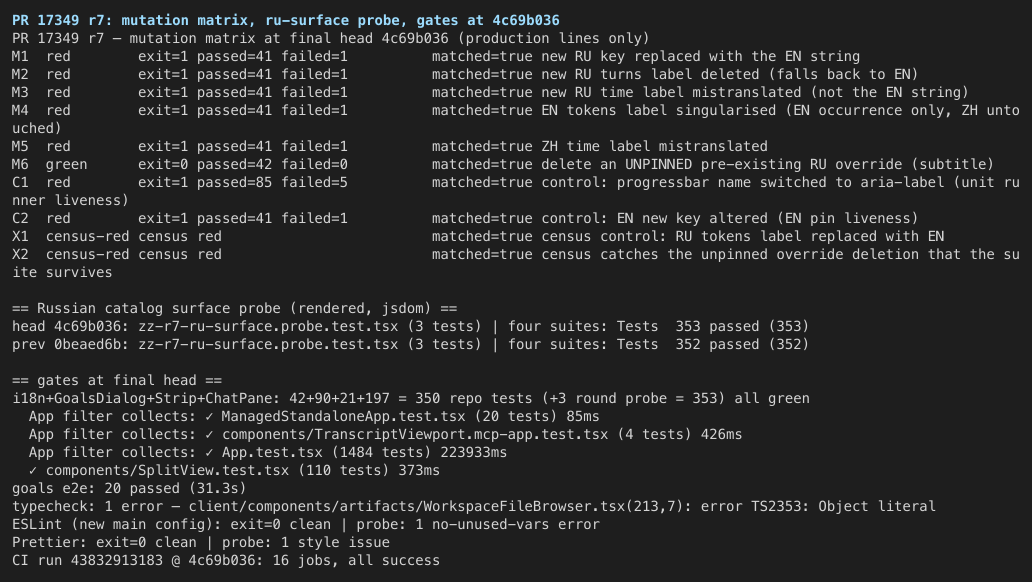 PR 17349 r7: mutation matrix, ru-surface probe, gates at 4c69b036
PR 17349 r7 — mutation matrix at final head 4c69b036 (production lines only)
M1  red        exit=1 passed=41 failed=1          matched=true new RU key replaced with the EN string
M2  red        exit=1 passed=41 failed=1          matched=true new RU turns label deleted (falls back to EN)
M3  red        exit=1 passed=41 failed=1          matched=true new RU time label mistranslated (not the EN string)
M4  red        exit=1 passed=41 failed=1          matched=true EN tokens label singularised (EN occurrence only, ZH unto
uched)
M5  red        exit=1 passed=41 failed=1          matched=true ZH time label mistranslated
M6  green      exit=0 passed=42 failed=0          matched=true delete an UNPINNED pre-existing RU override (subtitle)
C1  red        exit=1 passed=85 failed=5          matched=true control: progressbar name switched to aria-label (unit ru
nner liveness)
C2  red        exit=1 passed=41 failed=1          matched=true control: EN new key altered (EN pin liveness)
X1  census-red census red                         matched=true census control: RU tokens label replaced with EN
X2  census-red census red                         matched=true census catches the unpinned override deletion that the su
ite survives

== Russian catalog surface probe (rendered, jsdom) ==
head 4c69b036: zz-r7-ru-surface.probe.test.tsx (3 tests) | four suites: Tests  353 passed (353)
prev 0beaed6b: zz-r7-ru-surface.probe.test.tsx (3 tests) | four suites: Tests  352 passed (352)

== gates at final head ==
i18n+GoalsDialog+Strip+ChatPane: 42+90+21+197 = 350 repo tests (+3 round probe = 353) all green
  App filter collects: ✓ ManagedStandaloneApp.test.tsx (20 tests) 85ms
  App filter collects: ✓ components/TranscriptViewport.mcp-app.test.tsx (4 tests) 426ms
  App filter collects: ✓ App.test.tsx (1484 tests) 223933ms
  ✓ components/SplitView.test.tsx (110 tests) 373ms
goals e2e: 20 passed (31.3s)
typecheck: 1 error — client/components/artifacts/WorkspaceFileBrowser.tsx(213,7): error TS2353: Object literal
ESLint (new main config): exit=0 clean | probe: 1 no-unused-vars error
Prettier: exit=0 clean | probe: 1 style issue
CI run 43832913183 @ 4c69b036: 16 jobs, all success